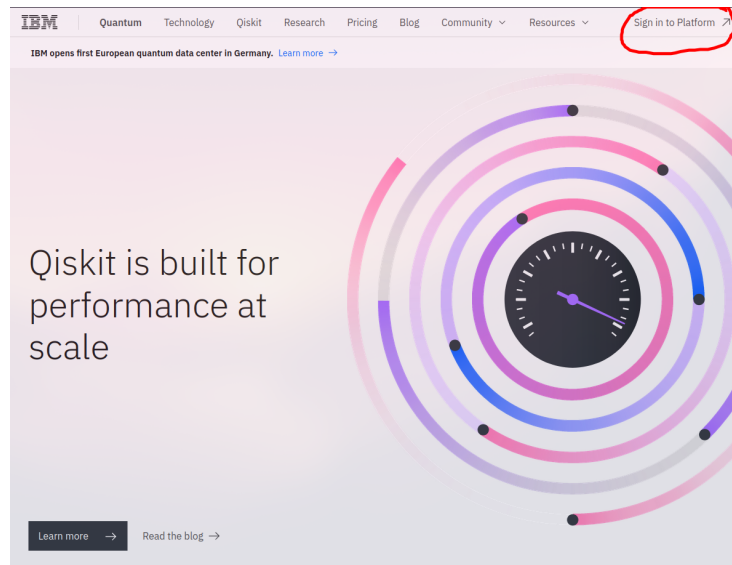 IBM Quantum Technology Qiskit Research Pricing Blog Community Resources Sign in to Platform ↗
IBM opens first European quantum data center in Germany. Learn more →
Qiskit is built for
performance at
scale
Learn more → Read the blog →